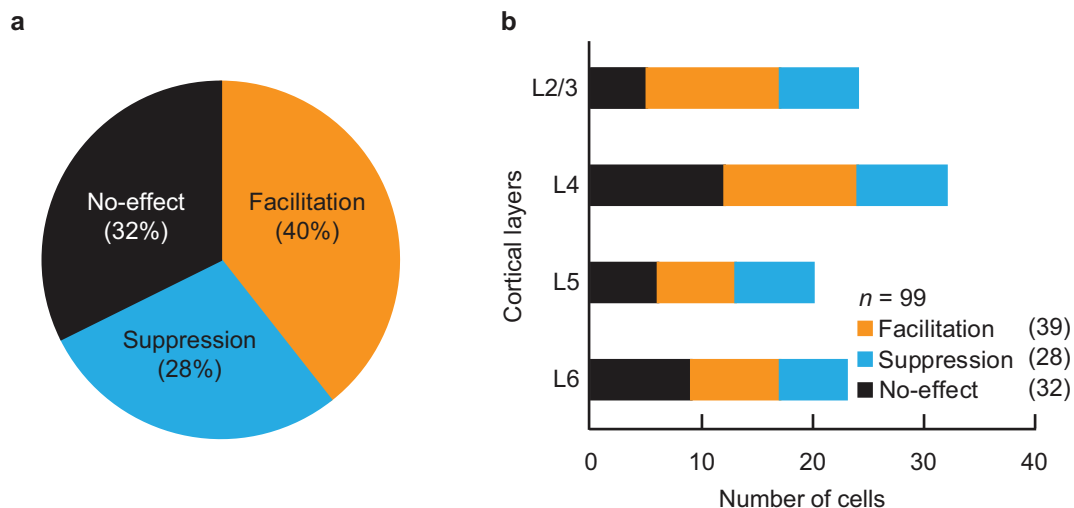 a
No-effect
(32%)
Facilitation
(40%)
Suppression
(28%)
b
Cortical layers
L2/3
L4
L5
L6
n = 99
Facilitation (39)
Suppression (28)
No-effect (32)
0 10 20 30 40
Number of cells